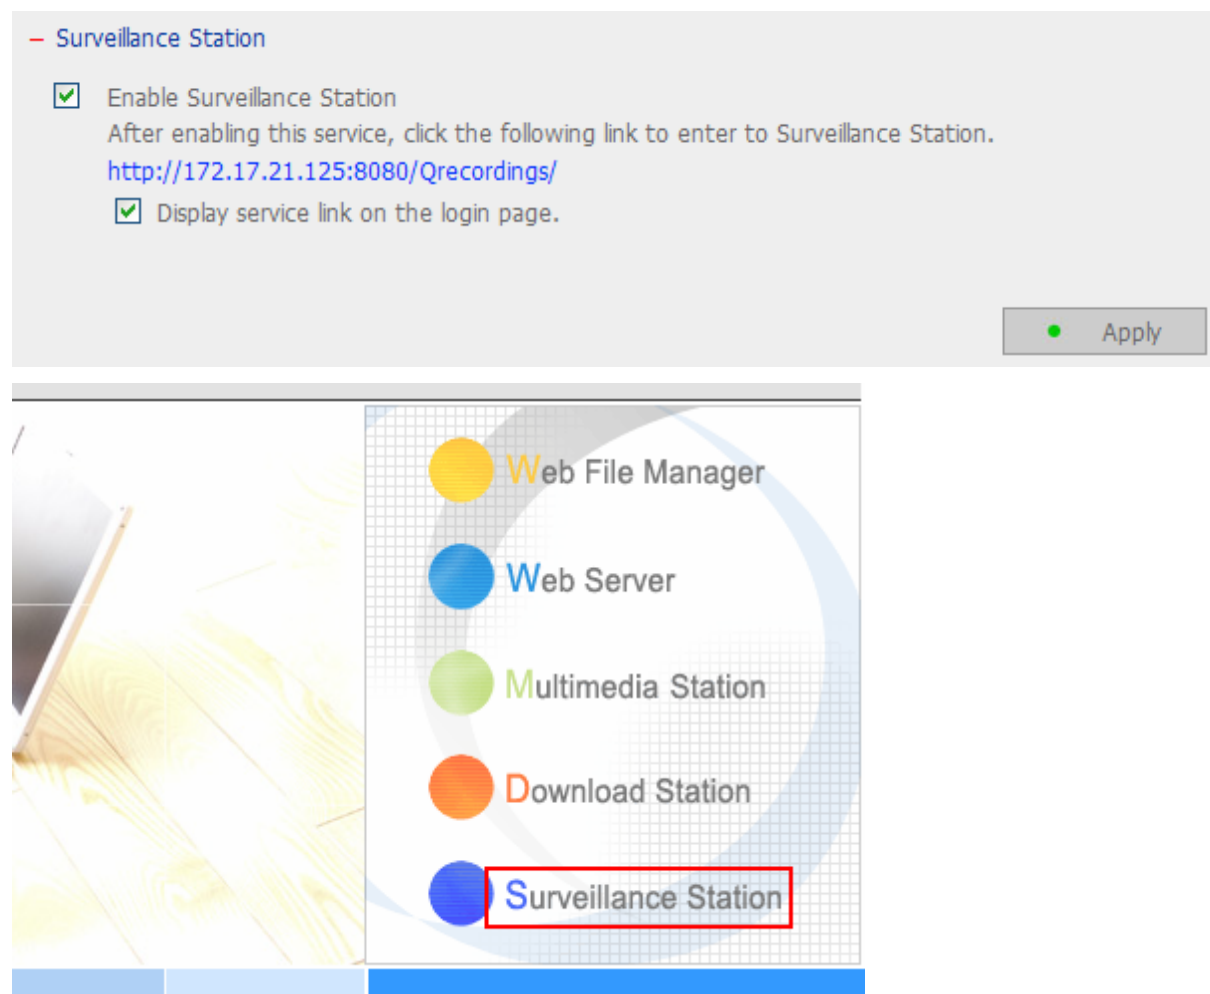 – Surveillance Station
Enable Surveillance Station
After enabling this service, click the following link to enter to Surveillance Station.
http://172.17.21.125:8080/Qrecordings/
Display service link on the login page.
Apply
Web File Manager
Web Server
Multimedia Station
Download Station
Surveillance Station